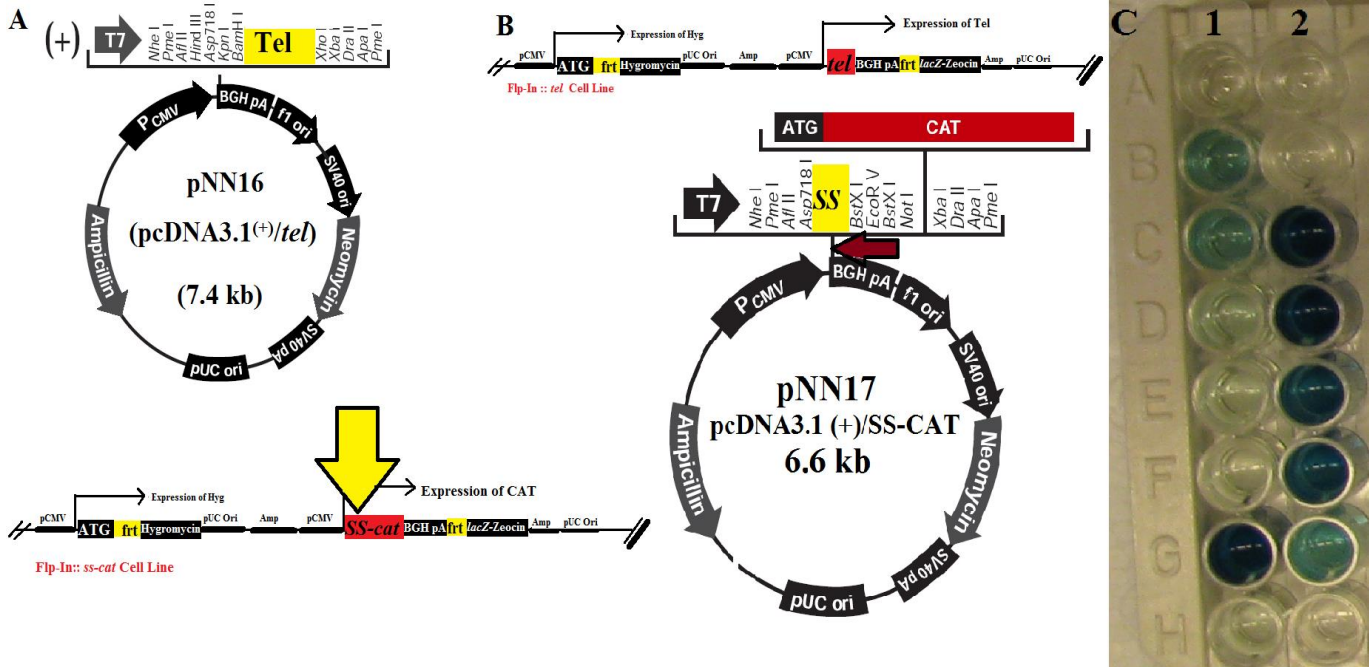 A
(+)
T7
Nhe I
Pme I
Afl II
Hind III
Asp718 I
Kpn I
BamH I
Tel
Xho I
Xba I
Dra II
Apa I
Pme I
PCMV
BGH pA
f1 ori
SV40 ori
Neomycin
SV40 pA
pUC ori
Ampicillin
pNN16
(pcDNA3.1(+)/tel)
(7.4 kb)
pCMV
Expression of Hyg
pUC Ori
Amp
pCMV
Expression of CAT
Amp
pUC Ori
ATG frt Hygromycin
SS-cat BGH pA frt lacZ-Zeocin
Flp-In:: ss-cat Cell Line
B
pCMV
Expression of Hyg
pUC Ori
Amp
pCMV
Expression of Tel
ATG frt Hygromycin
tel BGH pA frt lacZ-Zeocin
Amp
pUC Ori
Flp-In :: tel Cell Line
ATG CAT
T7
Nhe I
Pme I
Afl II
Asp718 I
SS
BstX I
EcoR V
BstX I
Not I
Xba I
Dra II
Apa I
Pme I
PCMV
BGH pA
f1 ori
SV40 ori
Neomycin
SV40 pA
pUC ori
Ampicillin
pNN17
pcDNA3.1 (+)/SS-CAT
6.6 kb
C
1 2
A
B
C
D
E
F
G
H